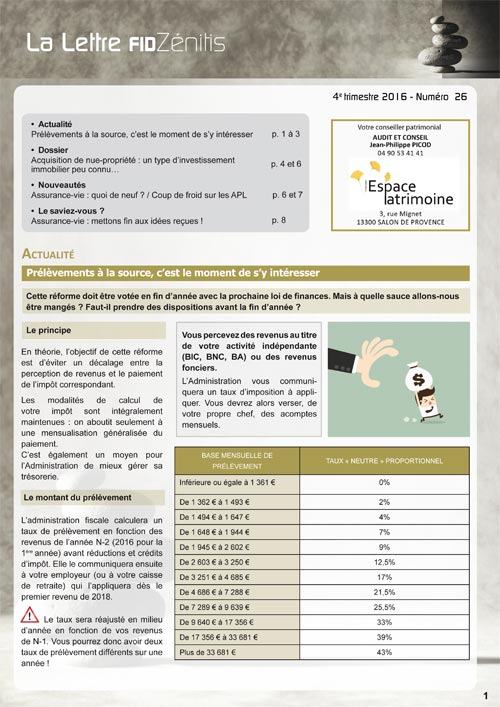 La Lettre FIDZénitis
4e trimestre 2016 - Numéro 26
• Actualité
Prélèvements à la source, c'est le moment de s'y intéresser p. 1 à 3
• Dossier
Acquisition de nue-propriété : un type d'investissement
immobilier peu connu… p. 4 et 6
• Nouveautés
Assurance-vie : quoi de neuf ? / Coup de froid sur les APL p. 6 et 7
• Le saviez-vous ?
Assurance-vie : mettons fin aux idées reçues ! p. 8
Votre conseiller patrimonial
AUDIT ET CONSEIL
Jean-Philippe PICOD
04 90 53 41 41
Espace
Patrimoine
3, rue Mignet
13300 SALON DE PROVENCE
ACTUALITÉ
Prélèvements à la source, c'est le moment de s'y intéresser
Cette réforme doit être votée en fin d'année avec la prochaine loi de finances. Mais à quelle sauce allons-nous
être mangés ? Faut-il prendre des dispositions avant la fin d'année ?
Le principe
En théorie, l'objectif de cette réforme
est d'éviter un décalage entre la
perception de revenus et le paiement
de l'impôt correspondant.
Les modalités de calcul de
votre impôt sont intégralement
maintenues : on aboutit seulement à
une mensualisation généralisée du
paiement.
C'est également un moyen pour
l'Administration de mieux gérer sa
trésorerie.
Le montant du prélèvement
L'administration fiscale calculera un
taux de prélèvement en fonction des
revenus de l'année N-2 (2016 pour la
1ère année) avant réductions et crédits
d'impôt. Elle le communiquera ensuite
à votre employeur (ou à votre caisse
de retraite) qui l'appliquera dès le
premier revenu de 2018.
! Le taux sera réajusté en milieu
d'année en fonction de vos revenus
de N-1. Vous pourrez donc avoir deux
taux de prélèvement différents sur une
année !
Vous percevez des revenus au titre
de votre activité indépendante
(BIC, BNC, BA) ou des revenus
fonciers.
L'Administration vous communi-
quera un taux d'imposition à appli-
quer. Vous devrez alors verser, de
votre propre chef, des acomptes
mensuels.
$
BASE MENSUELLE DE
PRÉLÈVEMENT
TAUX « NEUTRE » PROPORTIONNEL
Inférieure ou égale à 1 361 € 0%
De 1 362 € à 1 493 € 2%
De 1 494 € à 1 647 € 4%
De 1 648 € à 1 944 € 7%
De 1 945 € à 2 602 € 9%
De 2 603 € à 3 250 € 12,5%
De 3 251 € à 4 685 € 17%
De 4 686 € à 7 288 € 21,5%
De 7 289 € à 9 639 € 25,5%
De 9 640 € à 17 356 € 33%
De 17 356 € à 33 681 € 39%
Plus de 33 681 € 43%
1